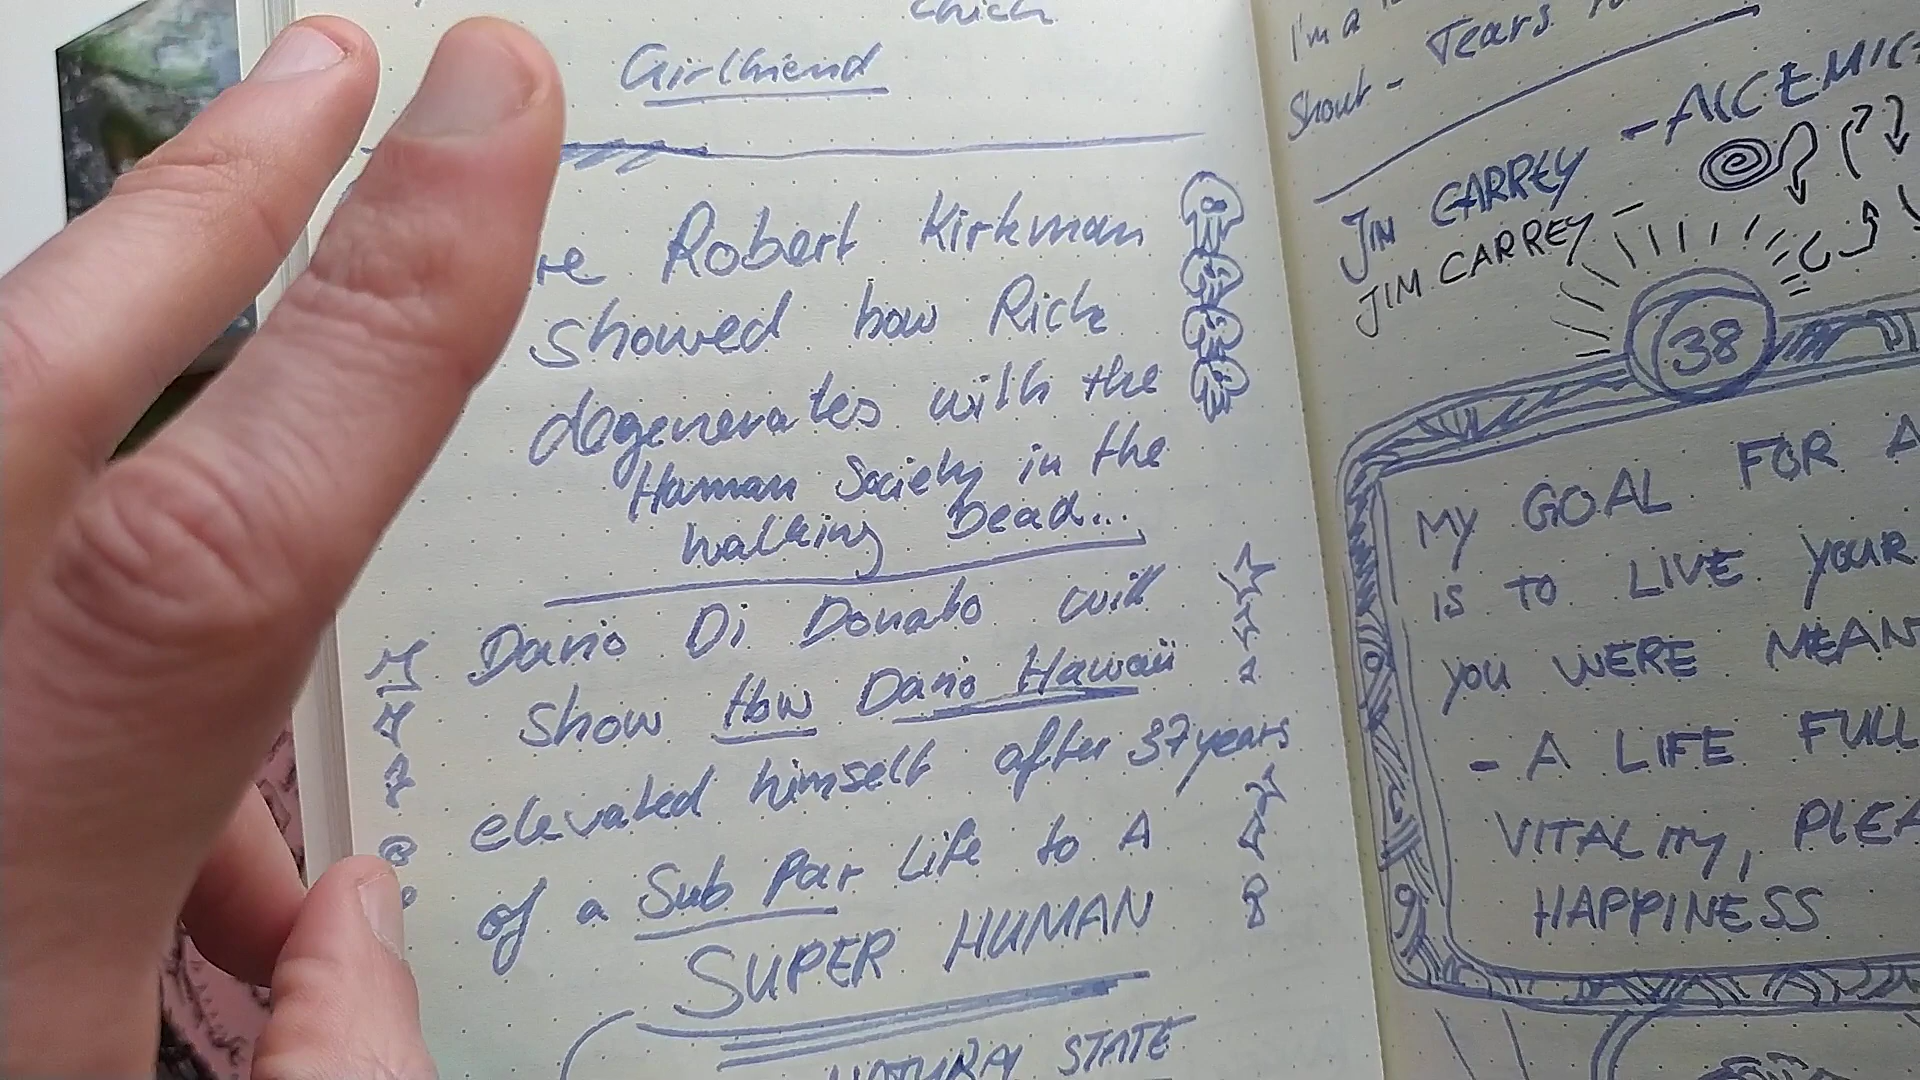 Girlfriend
re Robert Kirkman
showed how Rick
degenerates with the
Human Society in the
walking Dead...
Dario Di Donato will
Show How Dario Hawaii
elevated himself after 37 years
of a Sub Par Life to A
SUPER HUMAN
NATURAL STATE
I'm a
Shout - Tears
JIM CARREY
JIM CARREY -
38
MY GOAL FOR A
IS TO LIVE YOUR
YOU WERE MEANT
- A LIFE FULL
VITALITY, PLEA
HAPPINESS